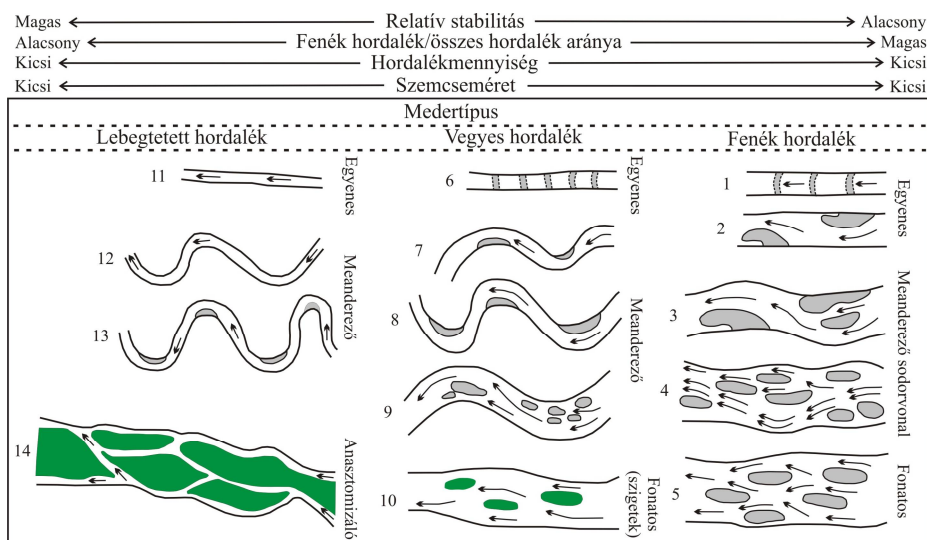 Magas Relatív stabilitás Alacsony
Alacsony Fenék hordalék/összes hordalék aránya Magas
Kicsi Hordalékmennyiség Kicsi
Kicsi Szemcseméret Kicsi
Medertípus
Lebegtetett hordalék Vegyes hordalék Fenék hordalék
11
Egyenes
12
13
Meanderező
14
Anasztomizáló
6
Egyenes
7
8
9
Meanderező
10
Fonatos
(szigetek)
1
2
Egyenes
3
4
Meanderező sodorvonal
5
Fonatos